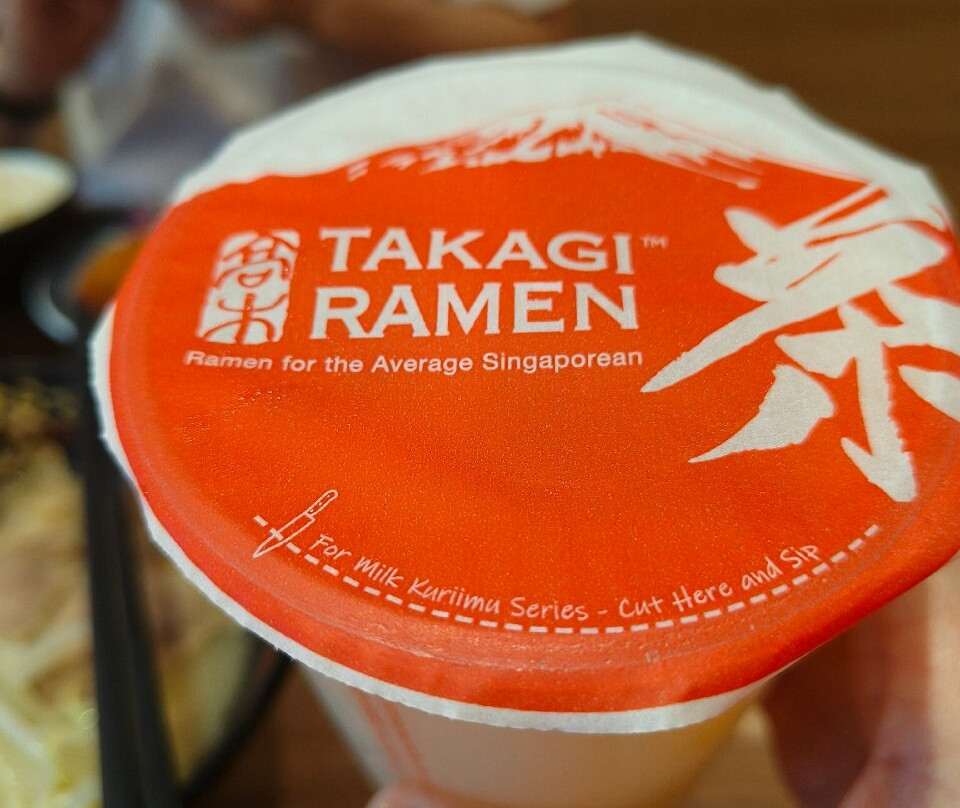 TAKAGI™
RAMEN
Ramen for the Average Singaporean
For Milk Kuriimu Series - Cut Here and Sip